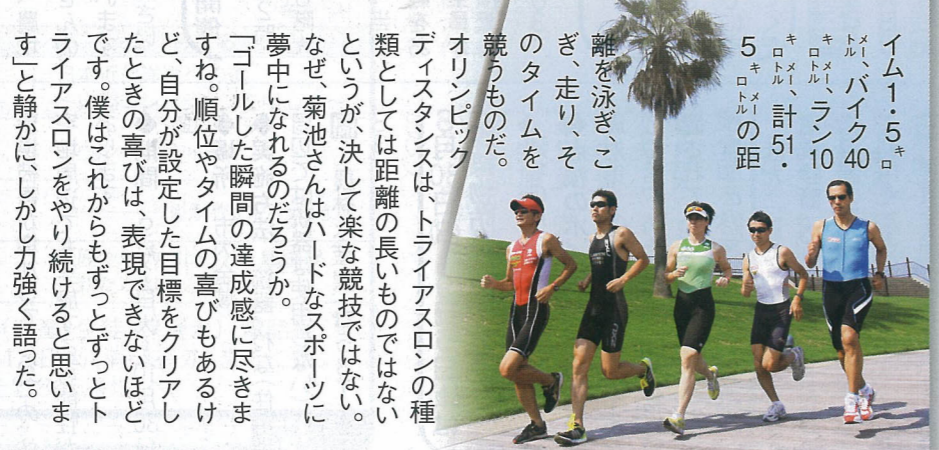 イム1・5キロ
メートル、バイク40
キロメートル、ラン10
キロメートル、計51・
5キロメートルの距
離を泳ぎ、こ
ぎ、走り、そ
のタイムを
競うものだ。
オリンピック
ディスタンスは、トライアスロンの種
類としては距離の長いものではない
というが、決して楽な競技ではない。
なぜ、菊池さんはハードなスポーツに
夢中になれるのだろうか。
「ゴールした瞬間の達成感に尽きま
すね。順位やタイムの喜びもあるけ
ど、自分が設定した目標をクリアし
たときの喜びは、表現できないほど
です。僕はこれからもずっとずっとト
ライアスロンをやり続けると思いま
す」と静かに、しかし力強く語った。